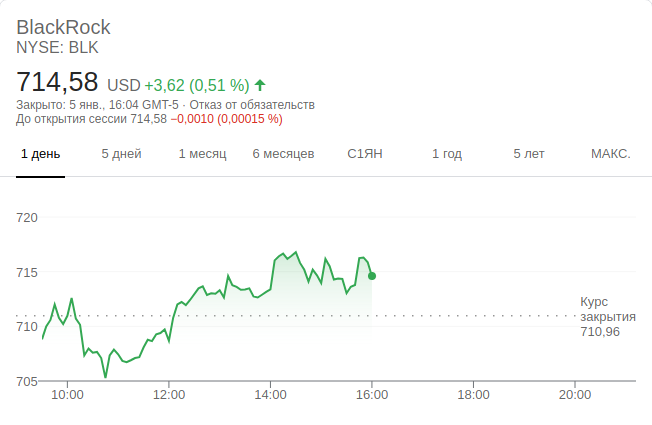 BlackRock
NYSE: BLK
714,58 USD +3,62 (0,51 %)
Закрыто: 5 янв., 16:04 GMT-5 · Отказ от обязательств
До открытия сессии 714,58 −0,0010 (0,00015 %)
1 день 5 дней 1 месяц 6 месяцев С1ЯН 1 год 5 лет МАКС.
720
715
Курс
закрытия
710,96
710
705
10:00 12:00 14:00 16:00 18:00 20:00